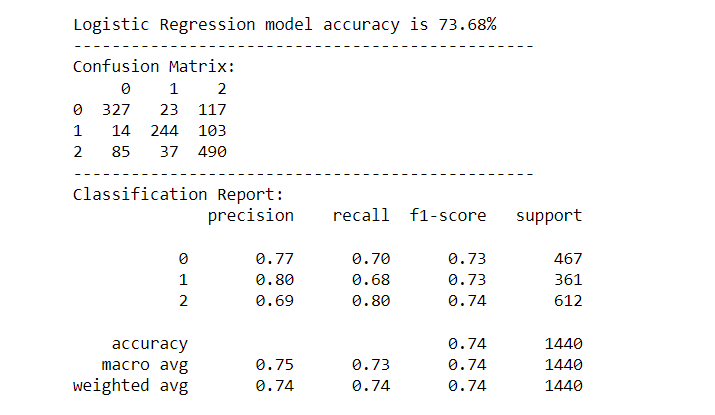 Logistic Regression model accuracy is 73.68%
------------------------------------------------
Confusion Matrix:
     0    1    2
0  327   23  117
1   14  244  103
2   85   37  490
------------------------------------------------
Classification Report:
              precision    recall  f1-score   support

           0       0.77      0.70      0.73       467
           1       0.80      0.68      0.73       361
           2       0.69      0.80      0.74       612

    accuracy                           0.74      1440
   macro avg       0.75      0.73      0.74      1440
weighted avg       0.74      0.74      0.74      1440